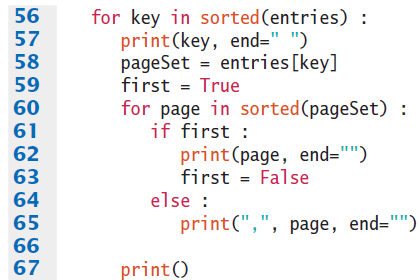 56 for key in sorted(entries) :
57 print(key, end=" ")
58 pageSet = entries[key]
59 first = True
60 for page in sorted(pageSet) :
61 if first :
62 print(page, end="")
63 first = False
64 else :
65 print(",", page, end="")
66
67 print()